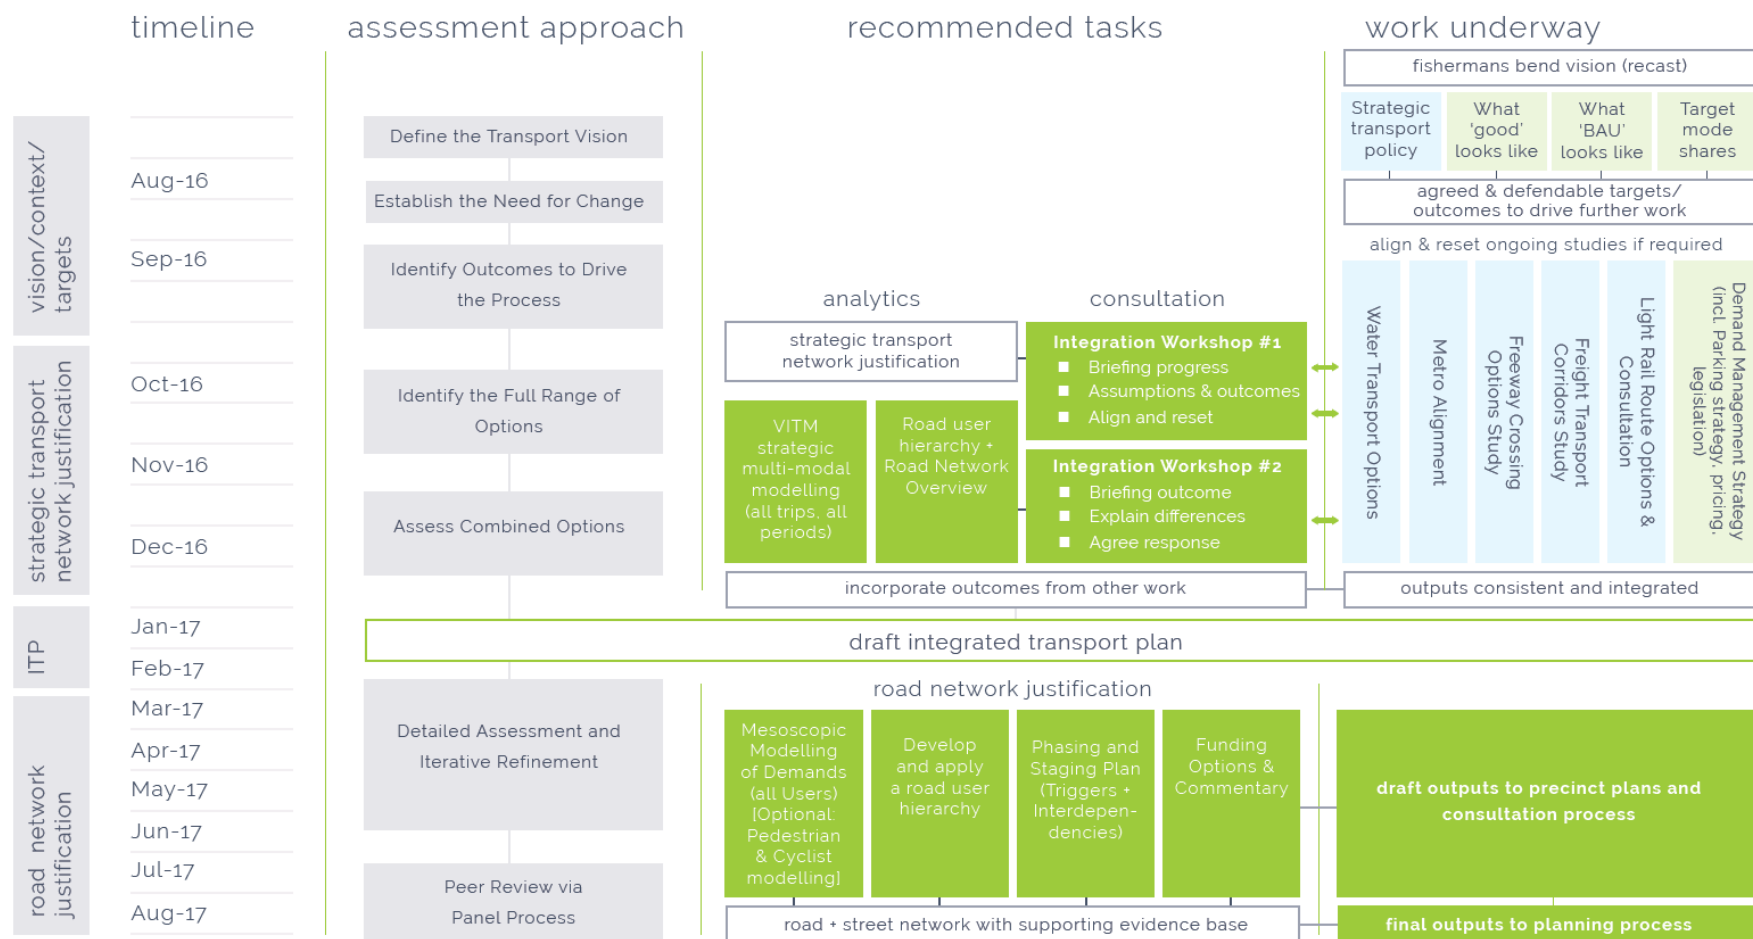 timeline
assessment approach
recommended tasks
work underway
vision/context/
targets
strategic transport
network justification
ITP
road network
justification
Aug-16
Sep-16
Oct-16
Nov-16
Dec-16
Jan-17
Feb-17
Mar-17
Apr-17
May-17
Jun-17
Jul-17
Aug-17
Define the Transport Vision
Establish the Need for Change
Identify Outcomes to Drive
the Process
Identify the Full Range of
Options
Assess Combined Options
Detailed Assessment and
Iterative Refinement
Peer Review via
Panel Process
analytics
strategic transport
network justification
VITM
strategic
multi-modal
modelling
(all trips, all
periods)
Road user
hierarchy +
Road Network
Overview
consultation
Integration Workshop #1
Briefing progress
Assumptions & outcomes
Align and reset
Integration Workshop #2
Briefing outcome
Explain differences
Agree response
incorporate outcomes from other work
fishermans bend vision (recast)
Strategic
transport
policy
What
‘good’
looks like
What
‘BAU’
looks like
Target
mode
shares
agreed & defendable targets/
outcomes to drive further work
align & reset ongoing studies if required
Water Transport Options
Metro Alignment
Freeway Crossing
Options Study
Freight Transport
Corridors Study
Light Rail Route Options &
Consultation
Demand Management Strategy
(incl. Parking strategy, pricing,
legislation)
outputs consistent and integrated
draft integrated transport plan
road network justification
Mesoscopic
Modelling
of Demands
(all Users)
[Optional:
Pedestrian
& Cyclist
modelling]
Develop
and apply
a road user
hierarchy
Phasing and
Staging Plan
(Triggers +
Interdepen-
dencies)
Funding
Options &
Commentary
draft outputs to precinct plans and
consultation process
road + street network with supporting evidence base
final outputs to planning process